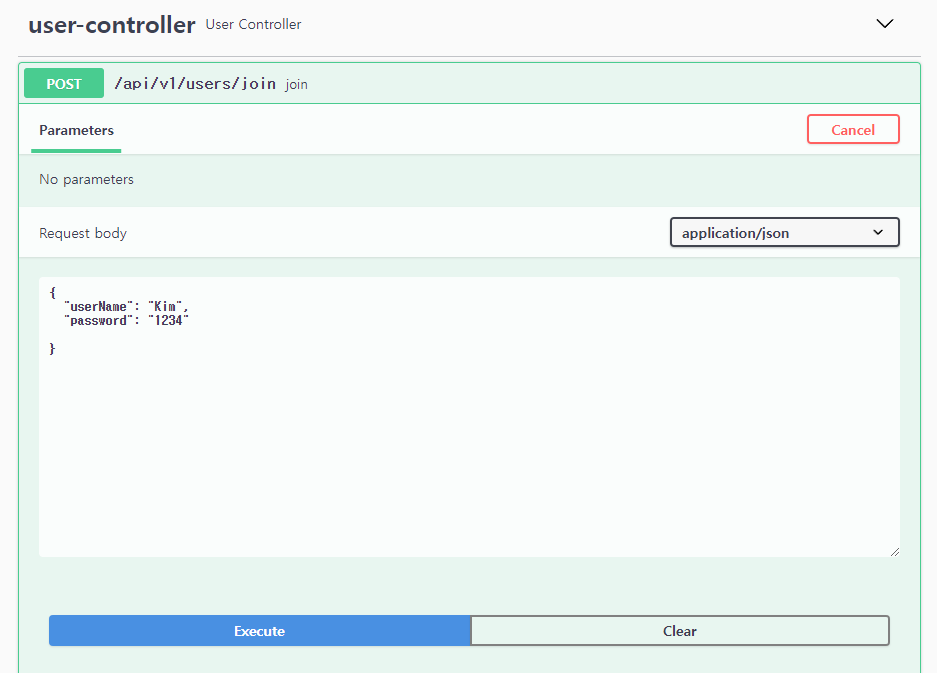 user-controller User Controller
POST /api/v1/users/join join
Parameters Cancel
No parameters
Request body application/json
{
"userName": "Kim",
"password": "1234"
}
Execute Clear